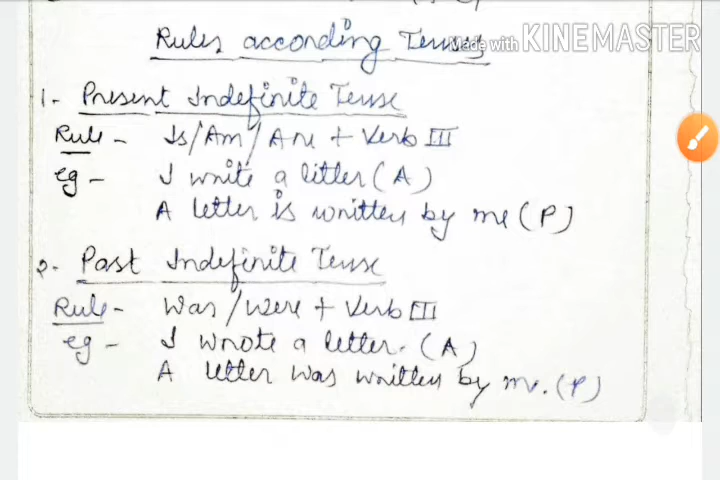 Rules according Tenses
Made with KINEMASTER
1- Present Indefinite Tense
Rule - Is/Am/Are + Verb III
eg - I write a letter (A)
A letter is written by me (P)
2- Past Indefinite Tense
Rule - Was/were + Verb III
eg - I wrote a letter. (A)
A letter was written by me. (P)